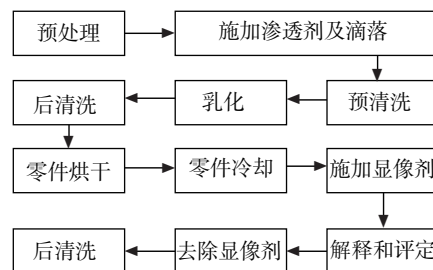 预处理
施加渗透剂及滴落
预清洗
乳化
后清洗
零件烘干
零件冷却
施加显像剂
解释和评定
去除显像剂
后清洗